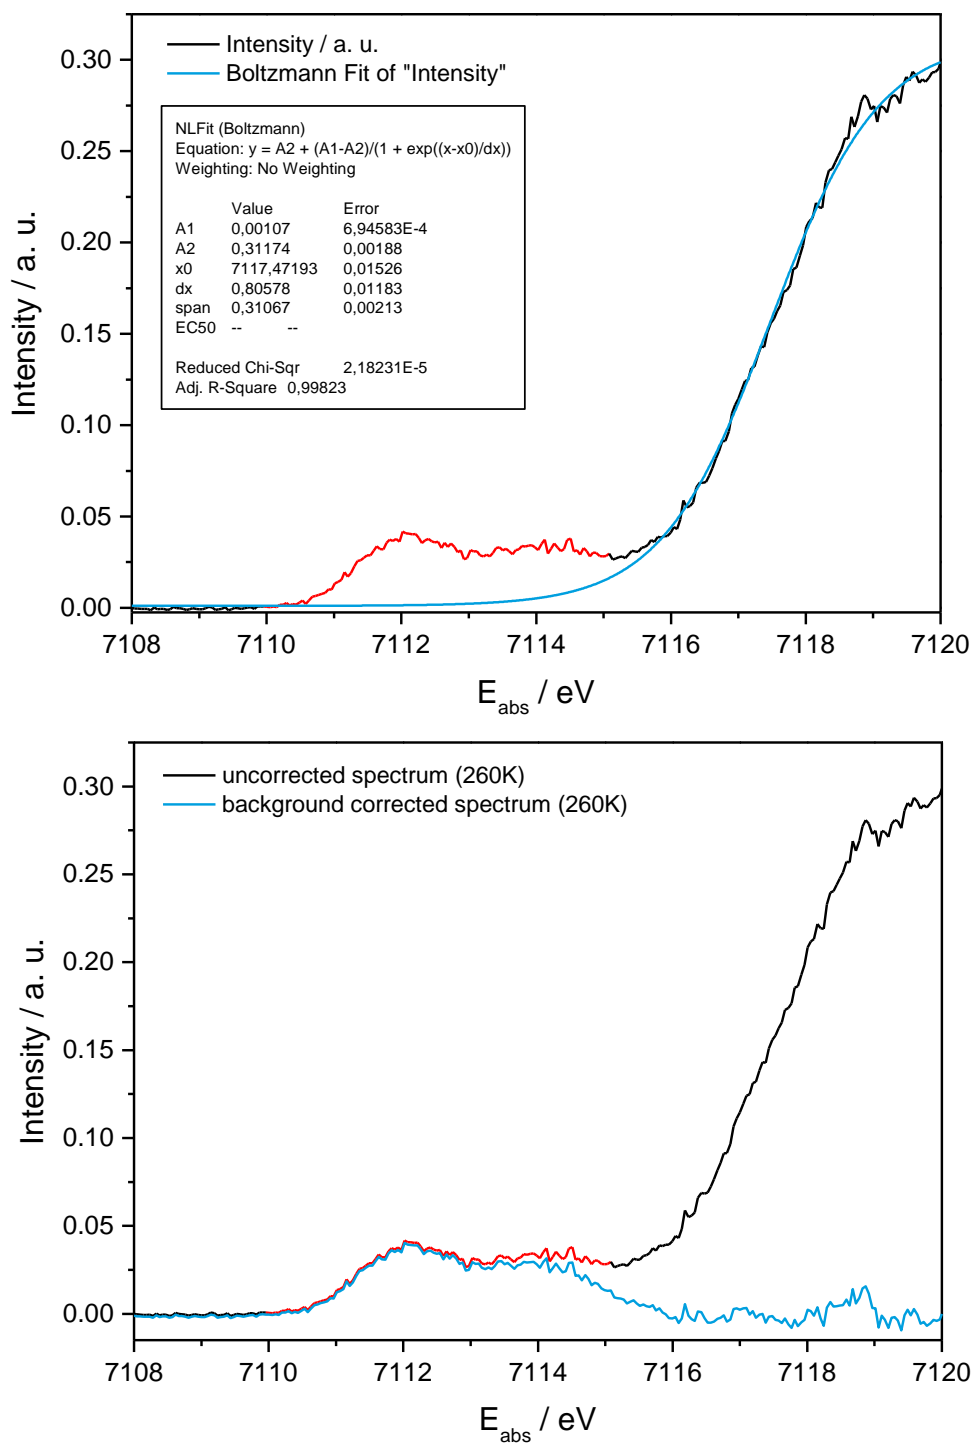 Intensity / a. u.
Boltzmann Fit of "Intensity"
NLFit (Boltzmann)
Equation: y = A2 + (A1-A2)/(1 + exp((x-x0)/dx))
Weighting: No Weighting
Value Error
A1 0,00107 6,94583E-4
A2 0,31174 0,00188
x0 7117,47193 0,01526
dx 0,80578 0,01183
span 0,31067 0,00213
EC50 -- --
Reduced Chi-Sqr 2,18231E-5
Adj. R-Square 0,99823
Intensity / a. u.
0.30
0.25
0.20
0.15
0.10
0.05
0.00
7108 7110 7112 7114 7116 7118 7120
E_abs / eV
uncorrected spectrum (260K)
background corrected spectrum (260K)
Intensity / a. u.
0.30
0.25
0.20
0.15
0.10
0.05
0.00
7108 7110 7112 7114 7116 7118 7120
E_abs / eV